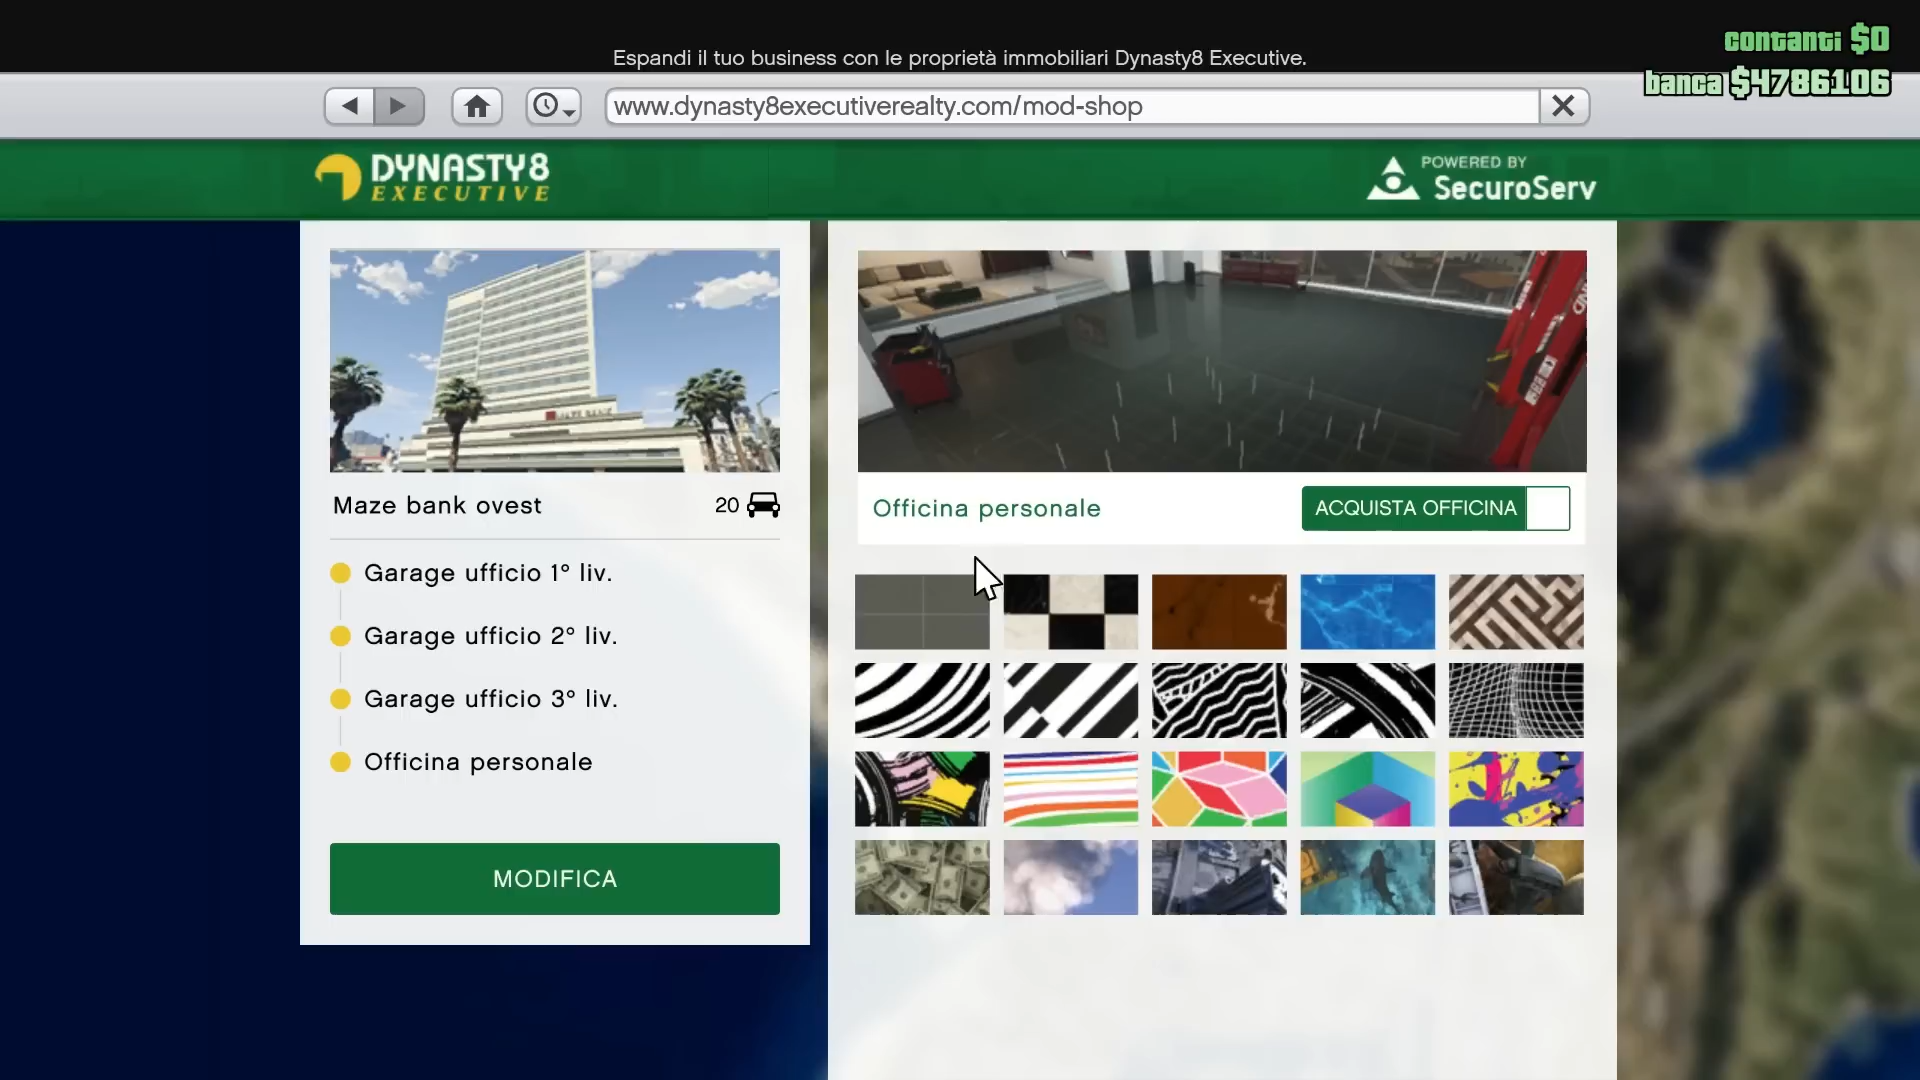 Espandi il tuo business con le proprietà immobiliari Dynasty8 Executive.
contanti $0
banca $4786106
www.dynasty8executiverealty.com/mod-shop
DYNASTY8
EXECUTIVE
POWERED BY
SecuroServ
MAZE BANK
Maze bank ovest
20
Garage ufficio 1° liv.
Garage ufficio 2° liv.
Garage ufficio 3° liv.
Officina personale
MODIFICA
Officina personale
ACQUISTA OFFICINA